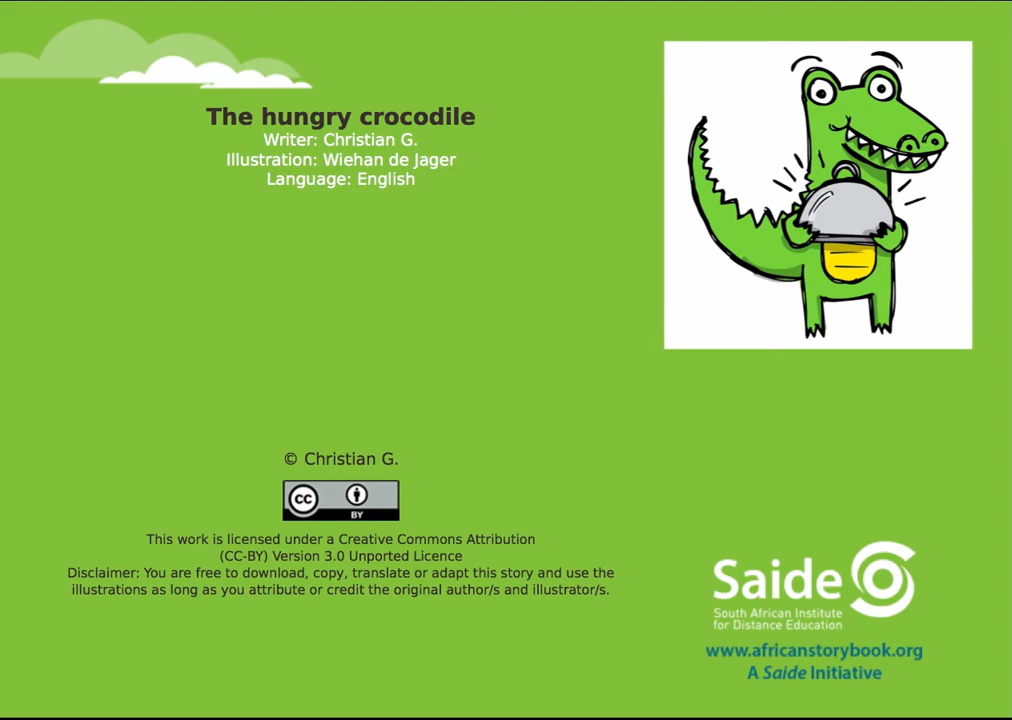 The hungry crocodile
Writer: Christian G.
Illustration: Wiehan de Jager
Language: English
© Christian G.
cc
BY
This work is licensed under a Creative Commons Attribution
(CC-BY) Version 3.0 Unported Licence
Disclaimer: You are free to download, copy, translate or adapt this story and use the
illustrations as long as you attribute or credit the original author/s and illustrator/s.
Saide
South African Institute
for Distance Education
www.africanstorybook.org
A Saide Initiative